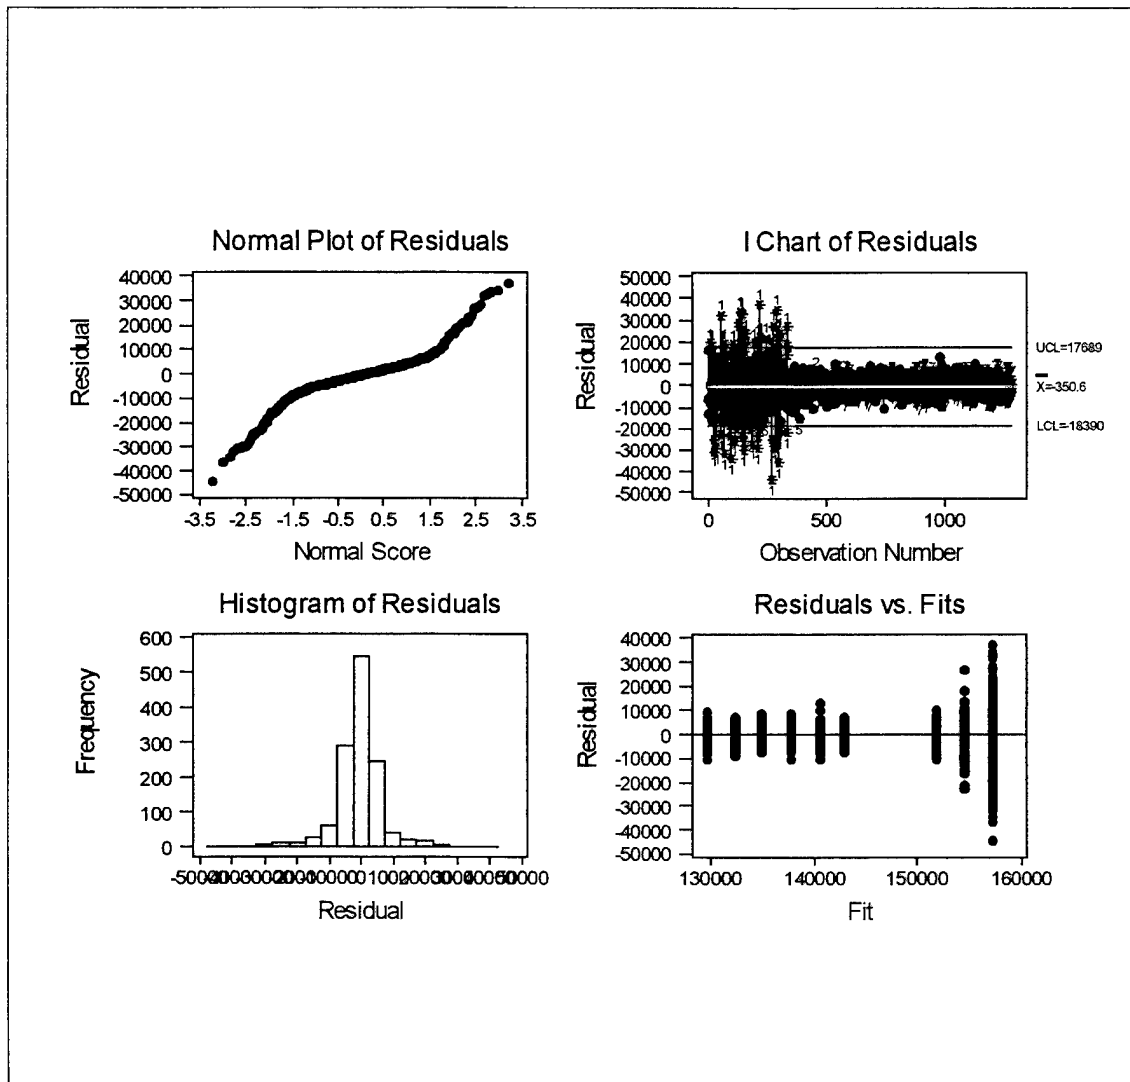 Normal Plot of Residuals
Residual
40000
30000
20000
10000
0
-10000
-20000
-30000
-40000
-50000
-3.5 -2.5 -1.5 -0.5 0.5 1.5 2.5 3.5
Normal Score
I Chart of Residuals
Residual
50000
40000
30000
20000
10000
0
-10000
-20000
-30000
-40000
-50000
UCL=17689
X=-350.6
LCL=-18390
0 500 1000
Observation Number
Histogram of Residuals
Frequency
600
500
400
300
200
100
0
Residual
Residuals vs. Fits
Residual
40000
30000
20000
10000
0
-10000
-20000
-30000
-40000
-50000
130000 140000 150000 160000
Fit